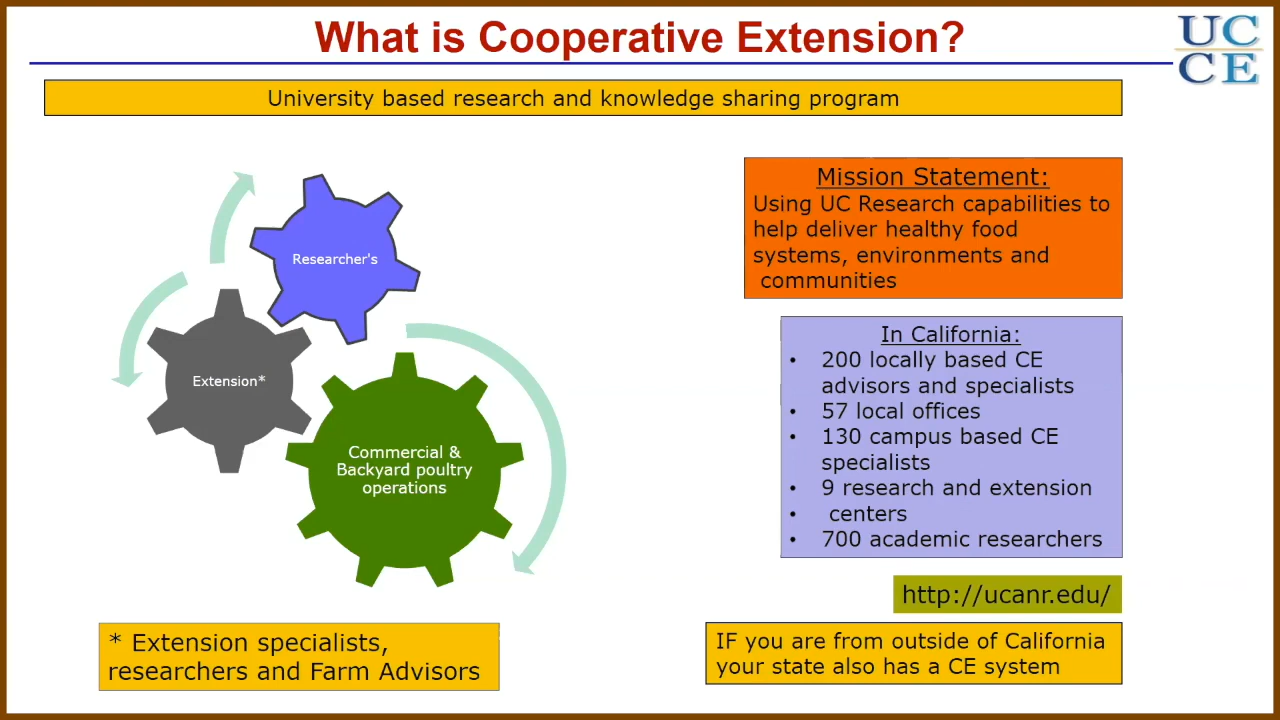 What is Cooperative Extension?
UC
CE
University based research and knowledge sharing program
Researcher's
Extension*
Commercial &
Backyard poultry
operations
* Extension specialists,
researchers and Farm Advisors
Mission Statement:
Using UC Research capabilities to
help deliver healthy food
systems, environments and
communities
In California:
• 200 locally based CE
advisors and specialists
• 57 local offices
• 130 campus based CE
specialists
• 9 research and extension
• centers
• 700 academic researchers
http://ucanr.edu/
IF you are from outside of California
your state also has a CE system